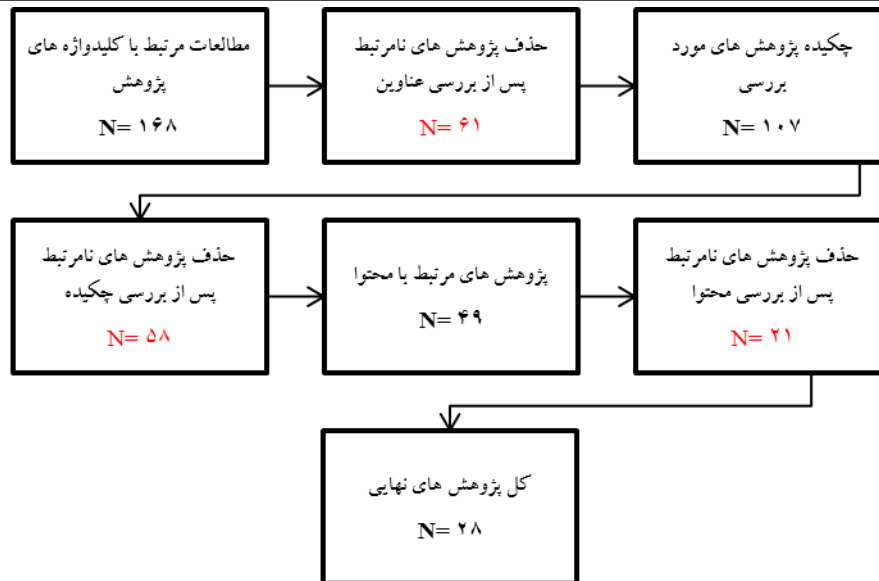 مطالعات مرتبط با کلیدواژه های
پژوهش
N= ۱۶۸
حذف پژوهش های نامرتبط
پس از بررسی عناوین
N= ۶۱
چکیده پژوهش های مورد
بررسی
N= ۱۰۷
حذف پژوهش های نامرتبط
پس از بررسی چکیده
N= ۵۸
پژوهش های مرتبط با محتوا
N= ۴۹
حذف پژوهش های نامرتبط
پس از بررسی محتوا
N= ۲۱
کل پژوهش های نهایی
N= ۲۸